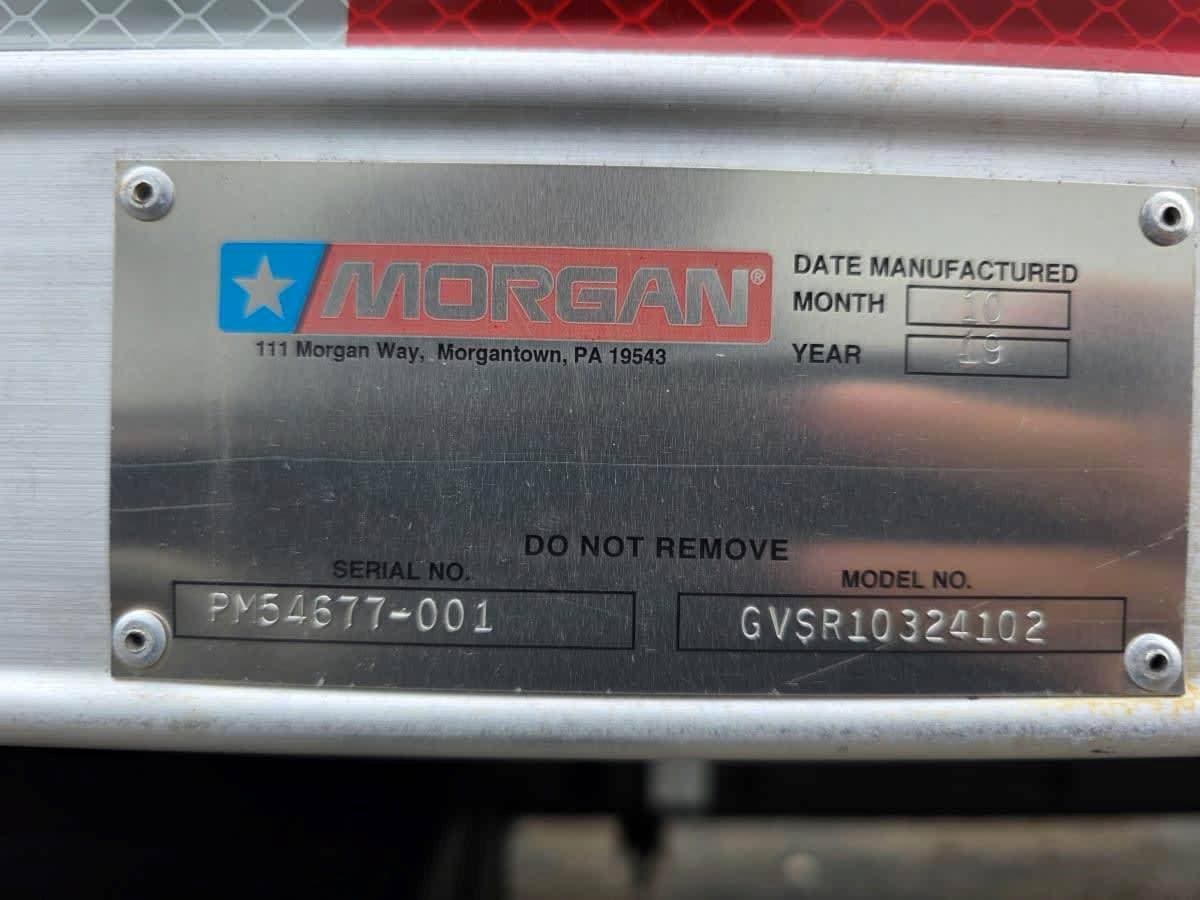 MORGAN®
111 Morgan Way, Morgantown, PA 19543
DATE MANUFACTURED
MONTH 10
YEAR 19
DO NOT REMOVE
SERIAL NO.
PM54677-001
MODEL NO.
GVSR10324102